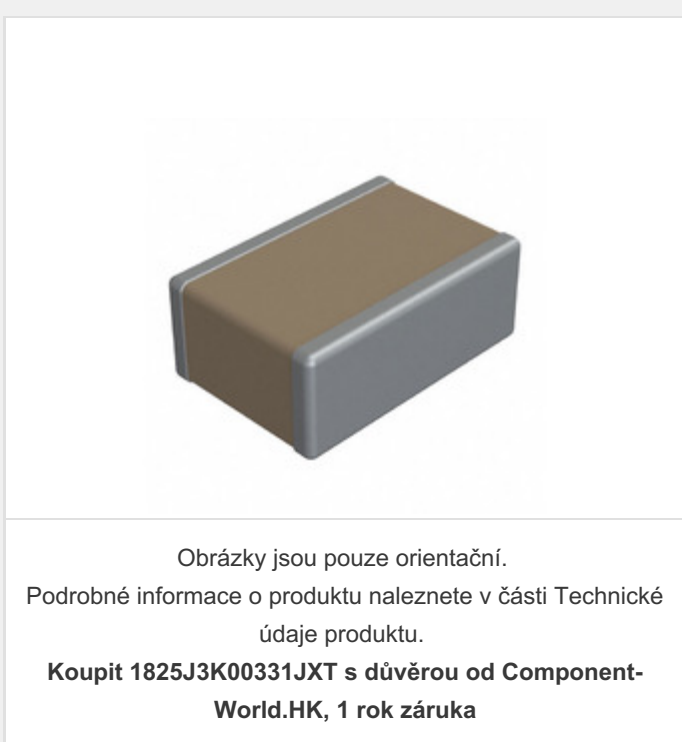 Obrázky jsou pouze orientační.
Podrobné informace o produktu naleznete v části Technické
údaje produktu.
Koupit 1825J3K00331JXT s důvěrou od Component-
World.HK, 1 rok záruka